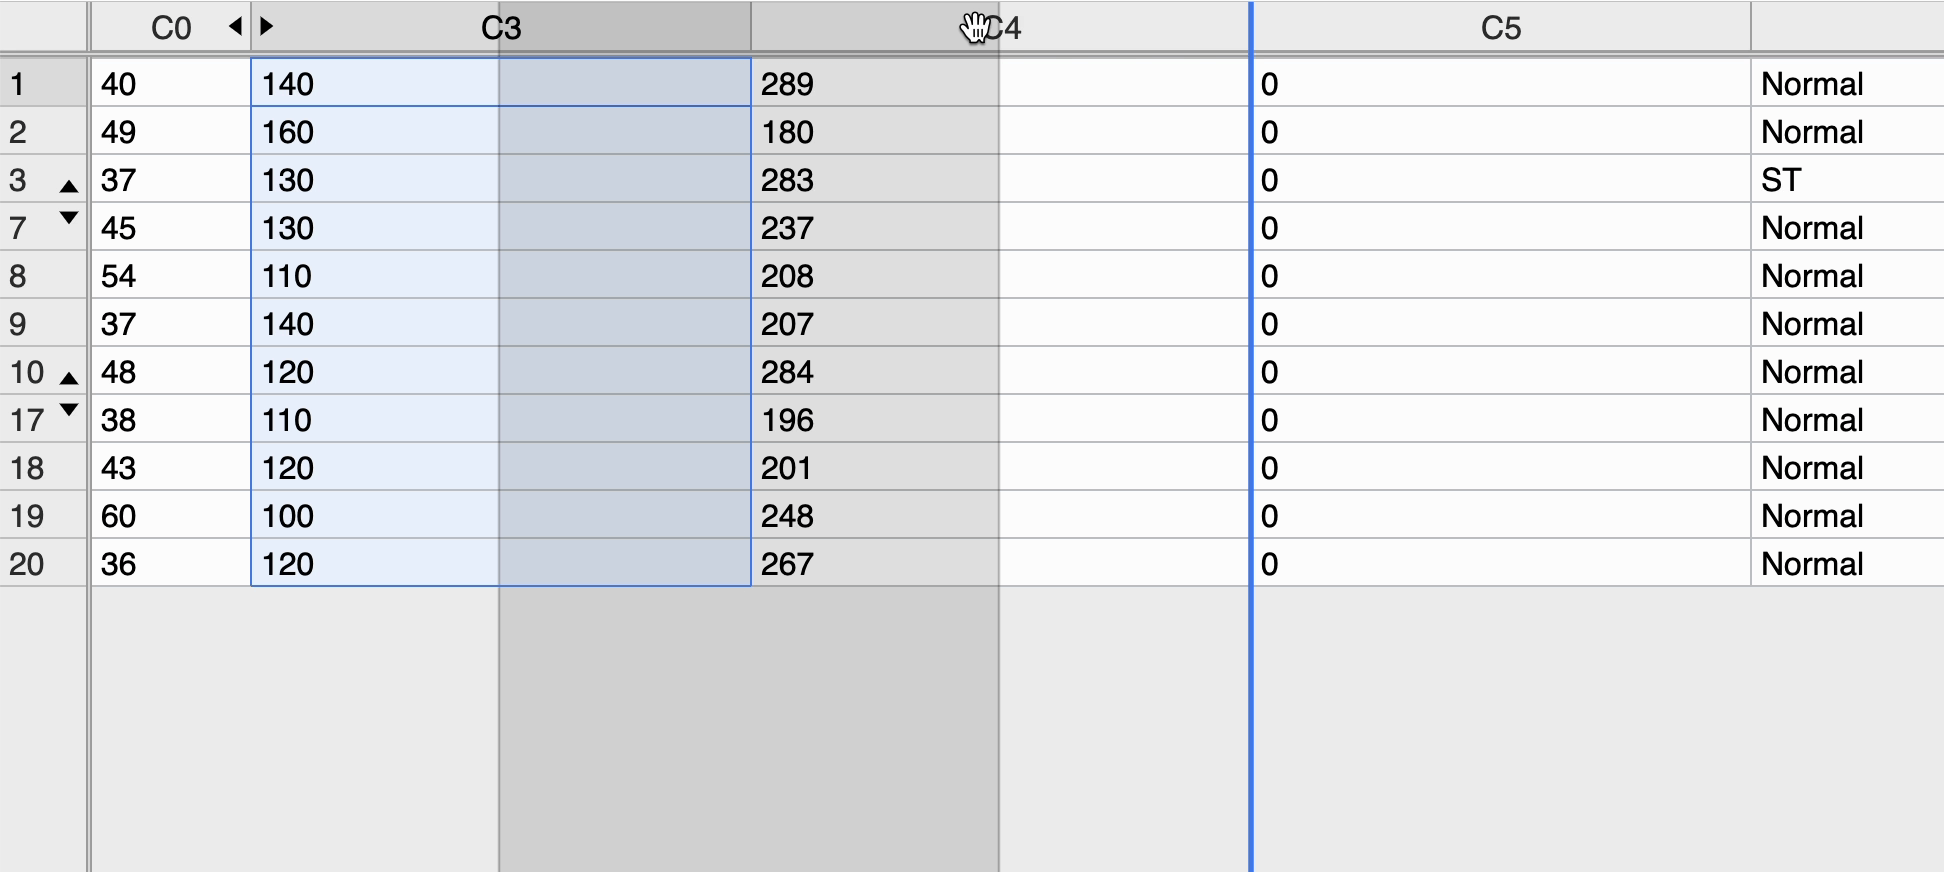 C0 C3 C4 C5
1 40 140 289 0 Normal
2 49 160 180 0 Normal
3 37 130 283 0 ST
7 45 130 237 0 Normal
8 54 110 208 0 Normal
9 37 140 207 0 Normal
10 48 120 284 0 Normal
17 38 110 196 0 Normal
18 43 120 201 0 Normal
19 60 100 248 0 Normal
20 36 120 267 0 Normal